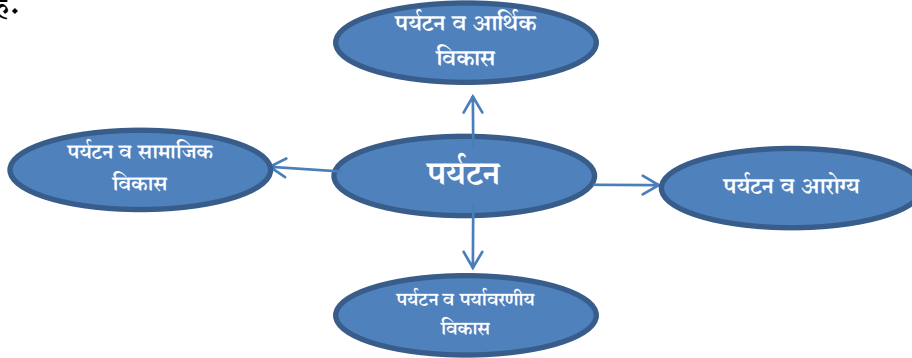 हे.
पर्यटन व आर्थिक
विकास
पर्यटन व सामाजिक
विकास
पर्यटन
पर्यटन व आरोग्य
पर्यटन व पर्यावरणीय
विकास